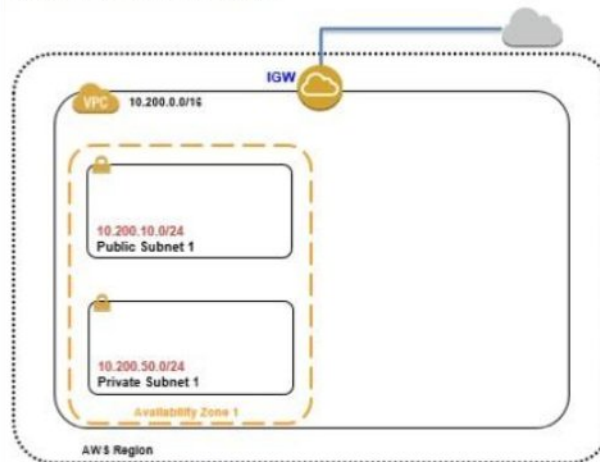 IGW
VPC 10.200.0.0/16
10.200.10.0/24
Public Subnet 1
10.200.50.0/24
Private Subnet 1
Availability Zone 1
AWS Region